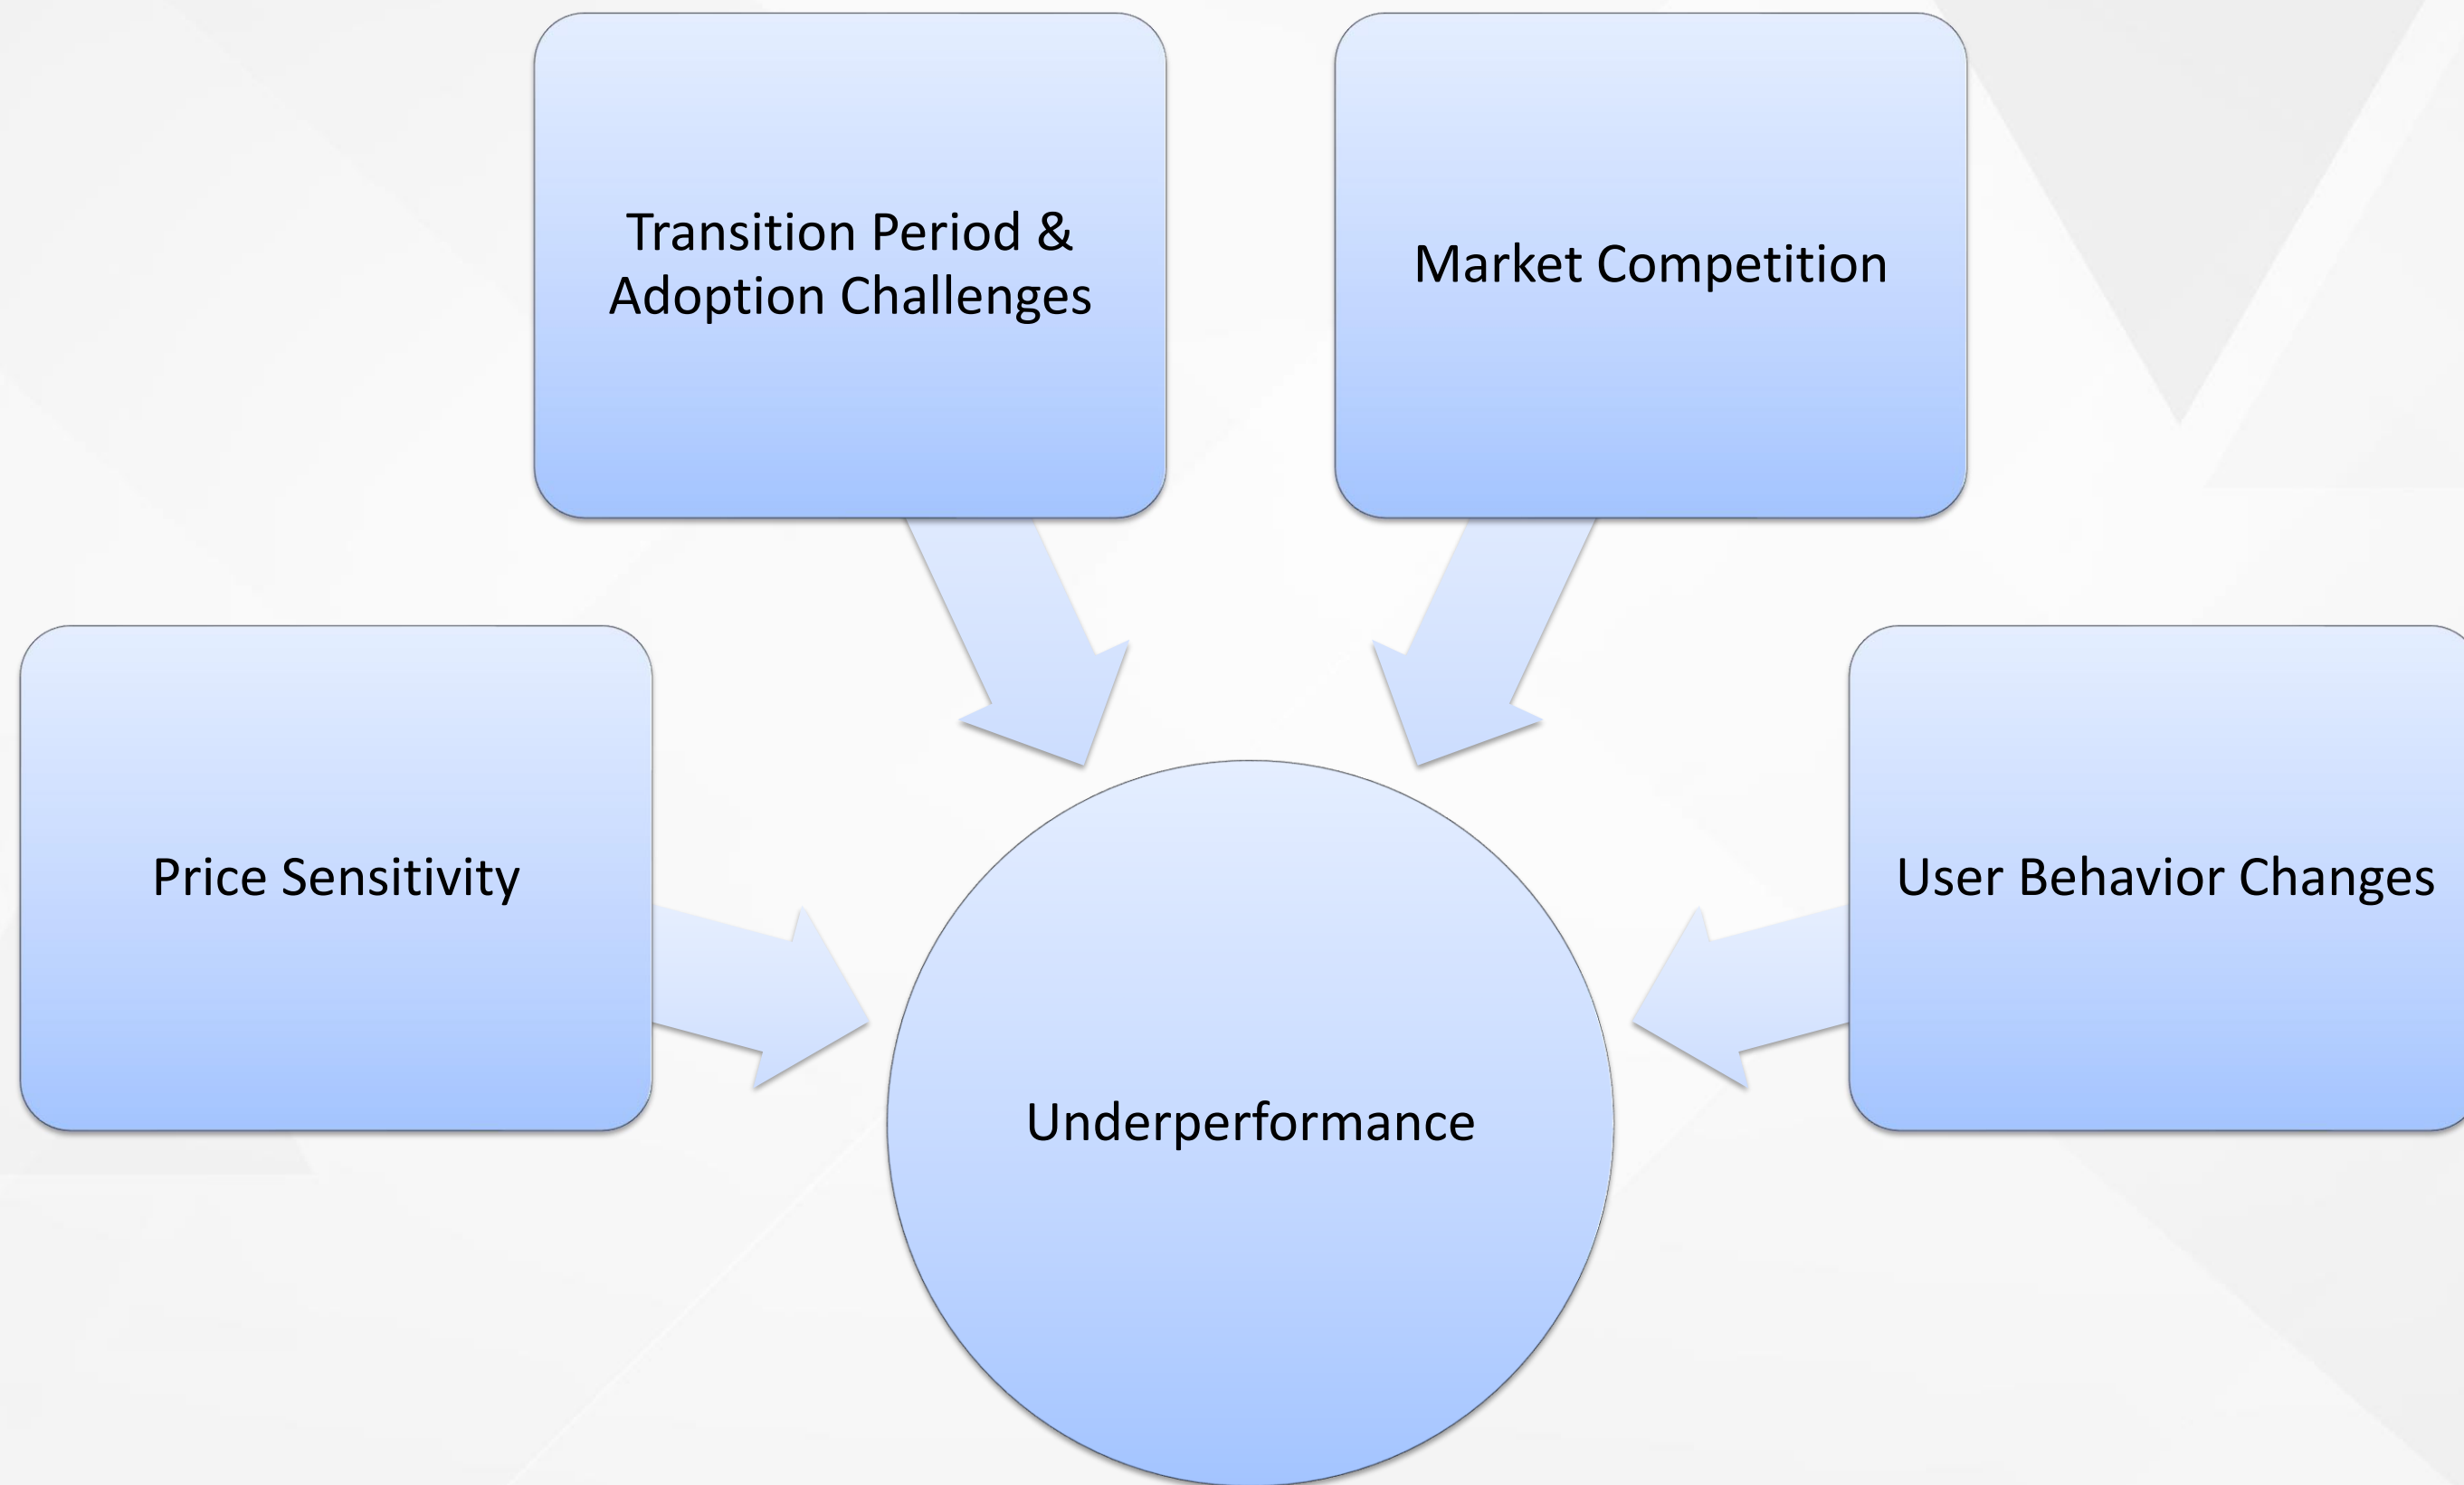 Transition Period &
Adoption Challenges
Market Competition
Price Sensitivity
User Behavior Changes
Underperformance